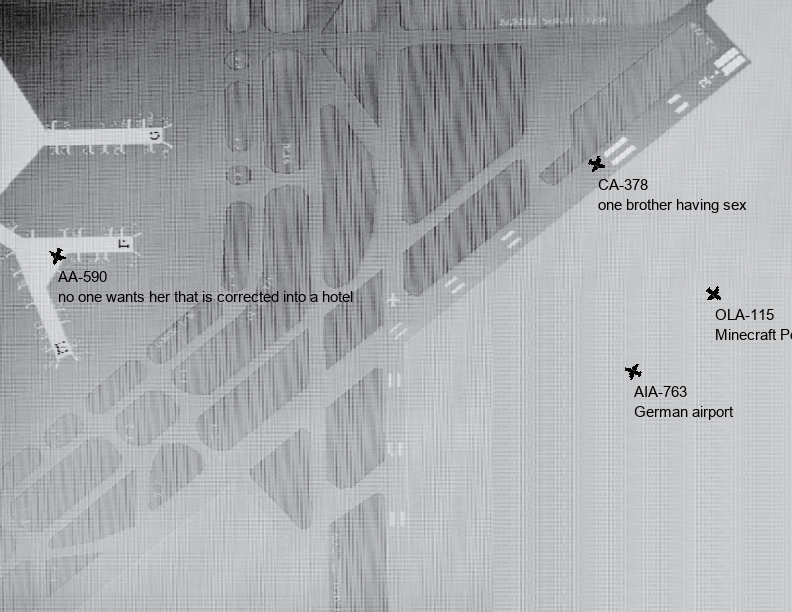 G
CA-378
one brother having sex
F
AA-590
no one wants her that is corrected into a hotel
OLA-115
Minecraft
E
AIA-763
German airport